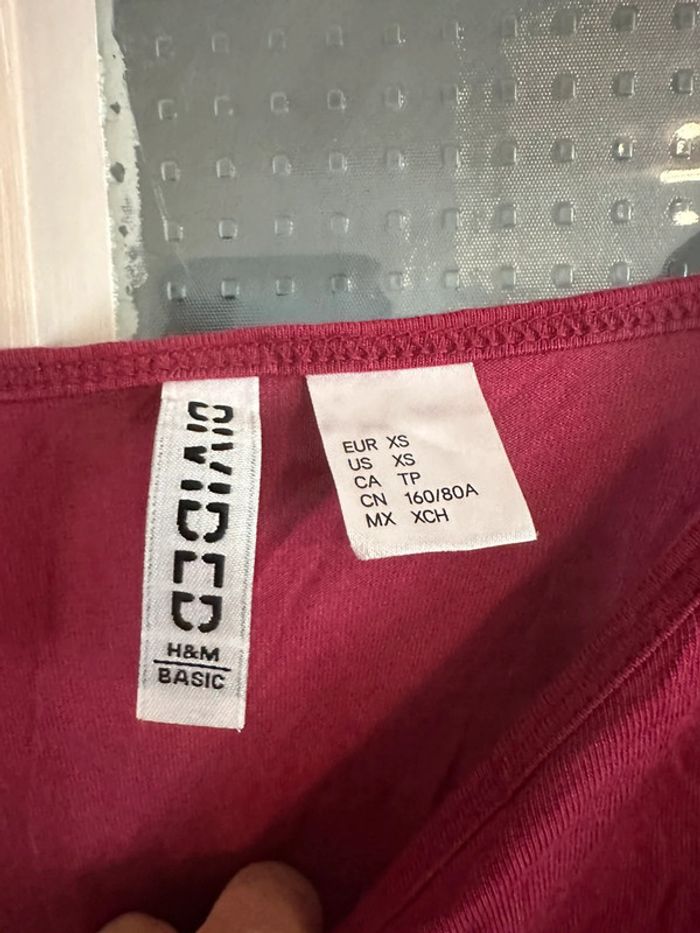 DIVIDED
H&M
BASIC
EUR XS
US XS
CA TP
CN 160/80A
MX XCH